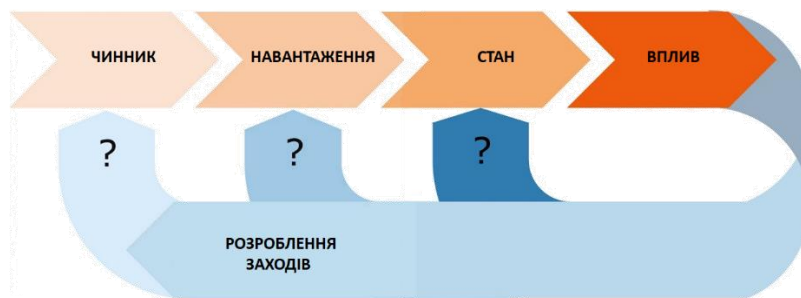 ЧИННИК
НАВАНТАЖЕННЯ
СТАН
ВПЛИВ
?
?
?
РОЗРОБЛЕННЯ
ЗАХОДІВ